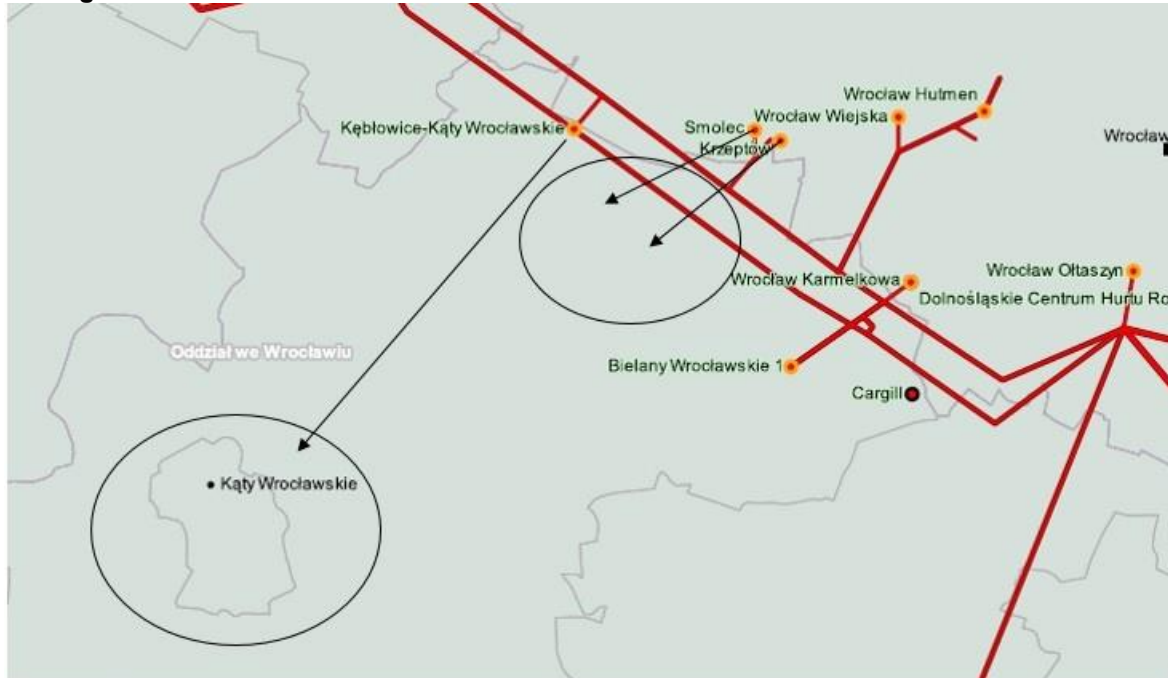 Wrocław Hutmen
Wrocław Wiejska
Kębłowice-Kąty Wrocławskie
Smolec
Krzeptów
Wrocław
Wrocław Karmelkowa
Wrocław Ołtaszyn
Dolnośląskie Centrum Hurtu Ro
Oddział we Wrocławiu
Bielany Wrocławskie 1
Cargill
Kąty Wrocławskie